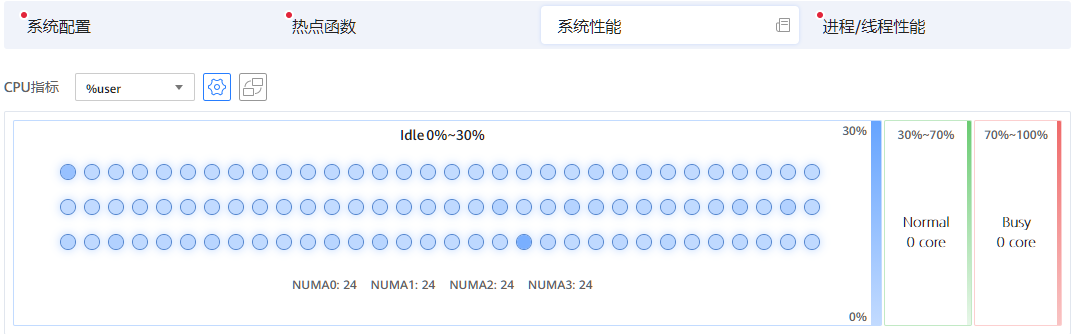 系统配置
热点函数
系统性能
进程/线程性能
CPU指标
%user
Idle 0%~30%
30%
30%~70%
70%~100%
Normal
0 core
Busy
0 core
NUMA0: 24 NUMA1: 24 NUMA2: 24 NUMA3: 24
0%